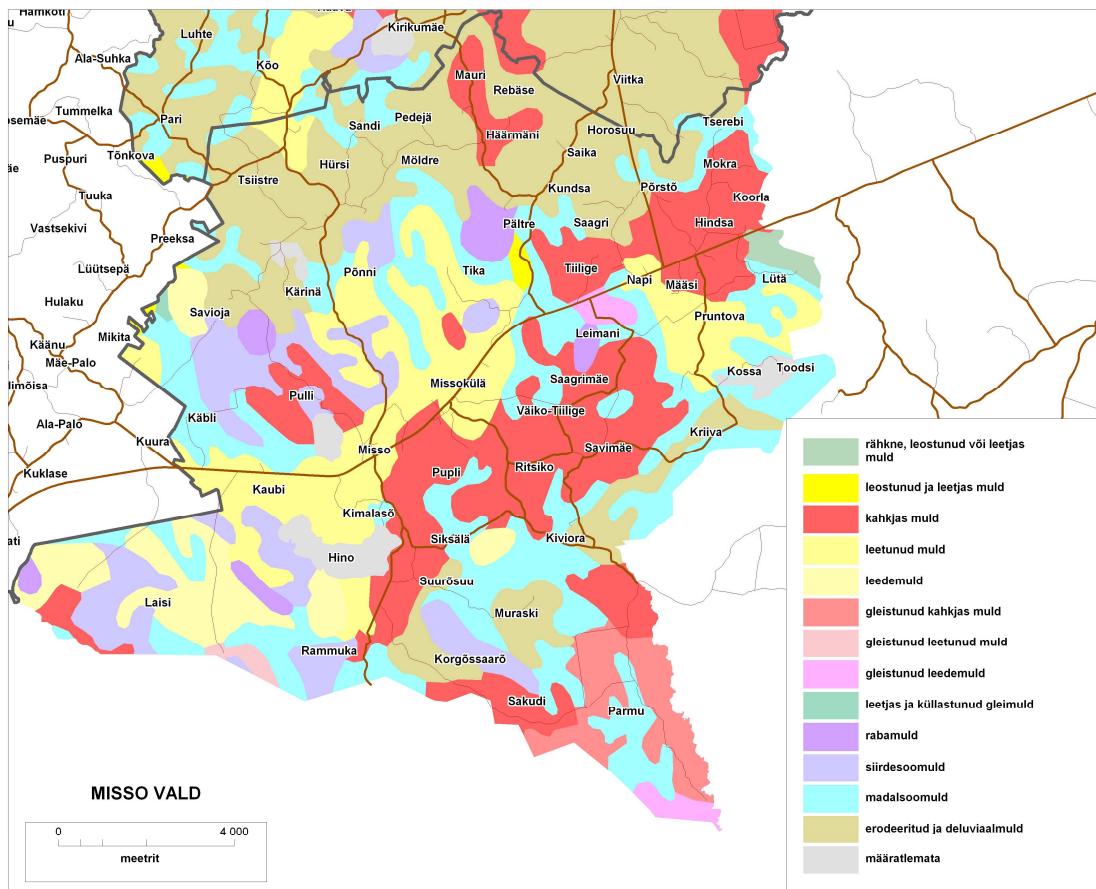 Hamkoti
Luhte
Kirikumäe
Ala-Suhka
Kõo
Mauri
Viitka
Rebäse
Tummelka
osemäe
Pari
Sandi
Pedejä
Häärmäni
Horosuu
Tserebi
Puspuri
Tõnkova
Hürsi
Möldre
Saika
Mokra
äe
Tsiistre
Kundsa
Põrstõ
Koorla
Tuuka
Vastsekivi
Preeksa
Pältre
Saagri
Hindsa
Lüütsepä
Põnni
Tika
Tiilige
Napi
Määsi
Lütä
Hulaku
Kärinä
Savioja
Pruntova
Mikita
Käänu
Leimani
Mäe-Palo
Kossa
Toodsi
limõisa
Missokülä
Saagrimäe
Pulli
Väiko-Tiilige
Käbli
Ala-Palo
Kuura
Misso
Savimäe
Kriiva
Kuklase
Pupli
Ritsiko
Kaubi
Kimalasõ
ati
Hino
Siksälä
Kiviora
Suurõsuu
Laisi
Muraski
Rammuka
Korgõssaarõ
Sakudi
Parmu
MISSO VALD
0 4 000
meetrit
rähkne, leostunud või leetjas
muld
leostunud ja leetjas muld
kahkjas muld
leetunud muld
leedemuld
gleistunud kahkjas muld
gleistunud leetunud muld
gleistunud leedemuld
leetjas ja küllastunud gleimuld
rabamuld
siirdesoomuld
madalsoomuld
erodeeritud ja deluviaalmuld
määratlemata